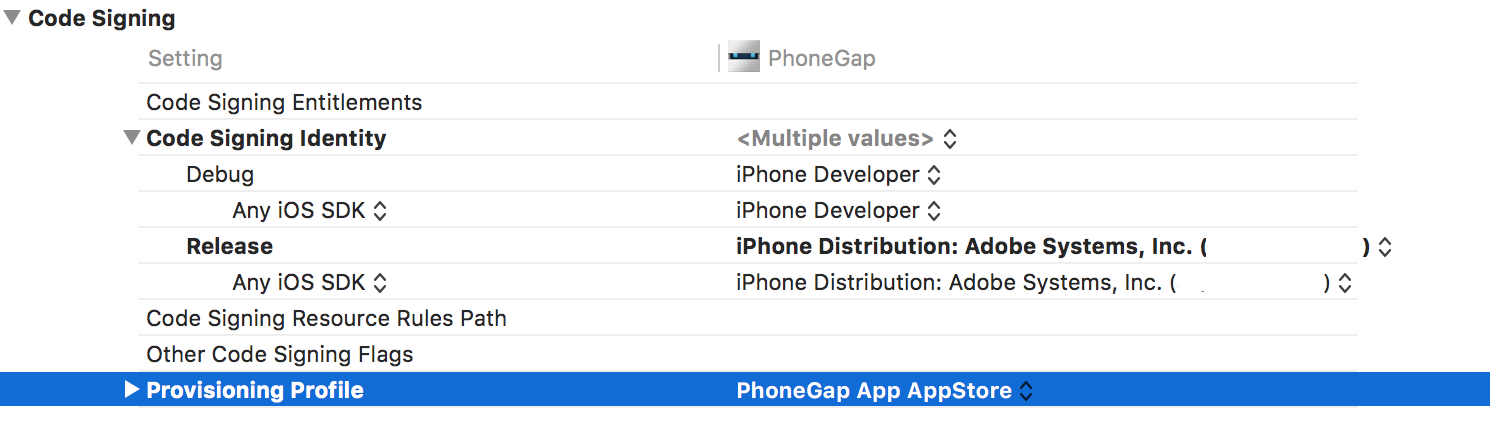 Code Signing
Setting PhoneGap
Code Signing Entitlements
Code Signing Identity <Multiple values>
Debug iPhone Developer
Any iOS SDK iPhone Developer
Release iPhone Distribution: Adobe Systems, Inc. ( )
Any iOS SDK iPhone Distribution: Adobe Systems, Inc. ( )
Code Signing Resource Rules Path
Other Code Signing Flags
Provisioning Profile PhoneGap App AppStore